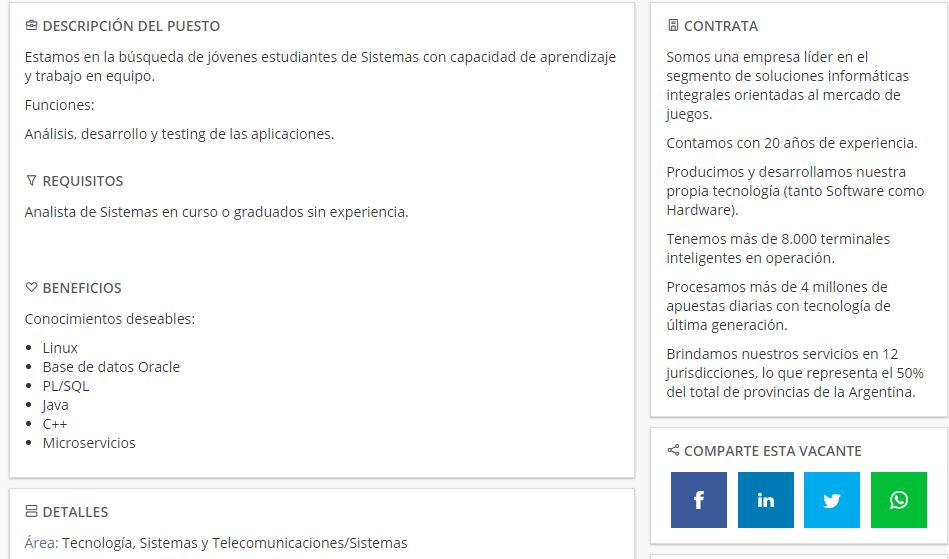 DESCRIPCIÓN DEL PUESTO
Estamos en la búsqueda de jóvenes estudiantes de Sistemas con capacidad de aprendizaje
y trabajo en equipo.
Funciones:
Análisis, desarrollo y testing de las aplicaciones.
REQUISITOS
Analista de Sistemas en curso o graduados sin experiencia.
BENEFICIOS
Conocimientos deseables:
• Linux
• Base de datos Oracle
• PL/SQL
• Java
• C++
• Microservicios
DETALLES
Área: Tecnología, Sistemas y Telecomunicaciones/Sistemas
CONTRATA
Somos una empresa líder en el
segmento de soluciones informáticas
integrales orientadas al mercado de
juegos.
Contamos con 20 años de experiencia.
Producimos y desarrollamos nuestra
propia tecnología (tanto Software como
Hardware).
Tenemos más de 8.000 terminales
inteligentes en operación.
Procesamos más de 4 millones de
apuestas diarias con tecnología de
última generación.
Brindamos nuestros servicios en 12
jurisdicciones, lo que representa el 50%
del total de provincias de la Argentina.
COMPARTE ESTA VACANTE
f
in